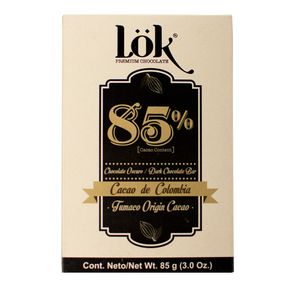 Lök®
PREMIUM CHOCOLATE
85%
[Cacao Content]
Chocolate Oscuro / Dark Chocolate Bar
Cacao de Colombia
- Tumaco Origin Cacao -
Cont. Neto/Net Wt. 85 g (3.0 Oz.)